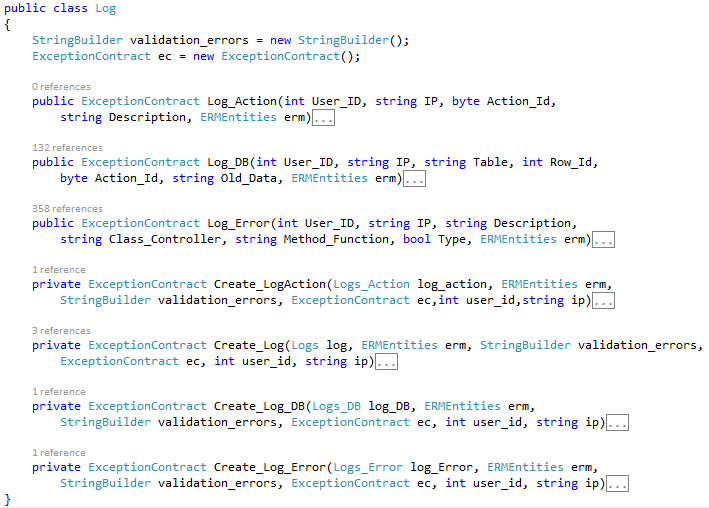 public class Log
{
StringBuilder validation_errors = new StringBuilder();
ExceptionContract ec = new ExceptionContract();
0 references
public ExceptionContract Log_Action(int User_ID, string IP, byte Action_Id,
string Description, ERMEntities erm)...
132 references
public ExceptionContract Log_DB(int User_ID, string IP, string Table, int Row_Id,
byte Action_Id, string Old_Data, ERMEntities erm)...
358 references
public ExceptionContract Log_Error(int User_ID, string IP, string Description,
string Class_Controller, string Method_Function, bool Type, ERMEntities erm)...
1 reference
private ExceptionContract Create_LogAction(Logs_Action log_action, ERMEntities erm,
StringBuilder validation_errors, ExceptionContract ec,int user_id,string ip)...
3 references
private ExceptionContract Create_Log(Logs log, ERMEntities erm, StringBuilder validation_errors,
ExceptionContract ec, int user_id, string ip)...
1 reference
private ExceptionContract Create_Log_DB(Logs_DB log_DB, ERMEntities erm,
StringBuilder validation_errors, ExceptionContract ec, int user_id, string ip)...
1 reference
private ExceptionContract Create_Log_Error(Logs_Error log_Error, ERMEntities erm,
StringBuilder validation_errors, ExceptionContract ec, int user_id, string ip)...
}